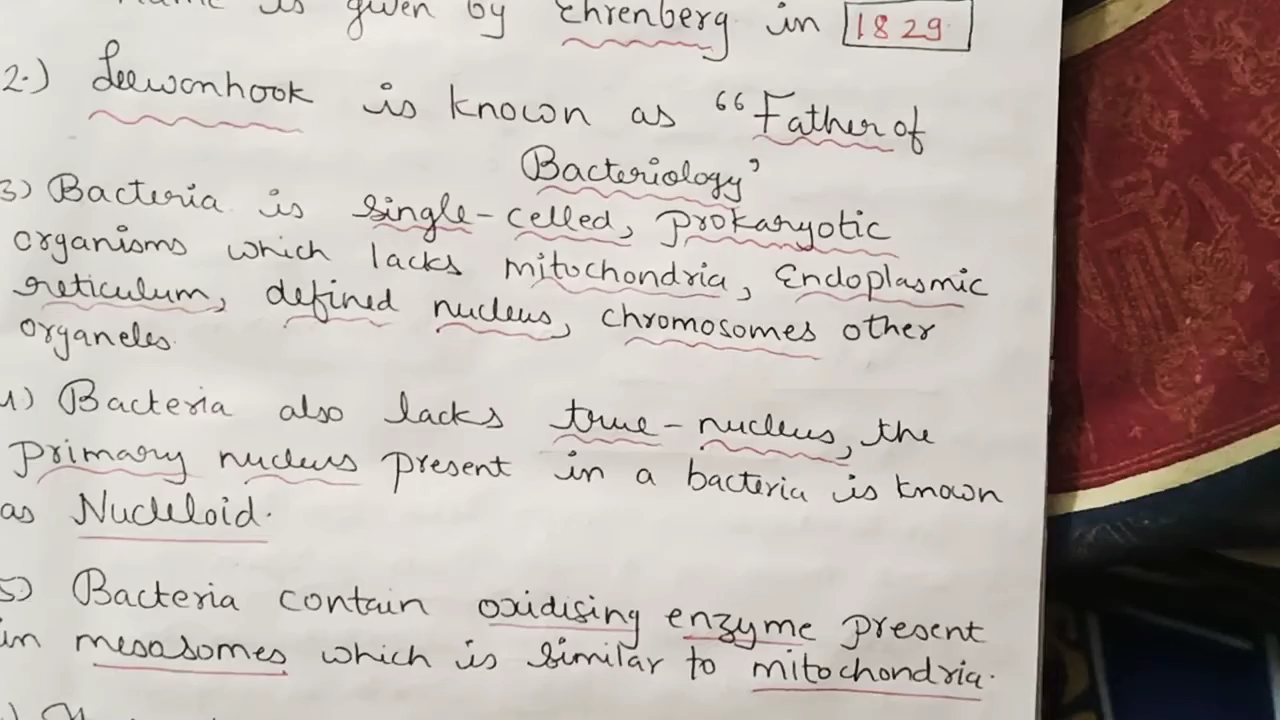 name is given by Ehrenberg in 1829
2.) Leewonhook is known as “Father of
Bacteriology’
3) Bacteria is single-celled, prokaryotic
organisms which lacks mitochondria, Endoplasmic
reticulum, defined nucleus, chromosomes other
organeles.
4) Bacteria also lacks true-nucleus, the
primary nucleus present in a bacteria is known
as Nucleloid.
5) Bacteria contain oxidising enzyme present
in mesasomes which is similar to mitochondria.